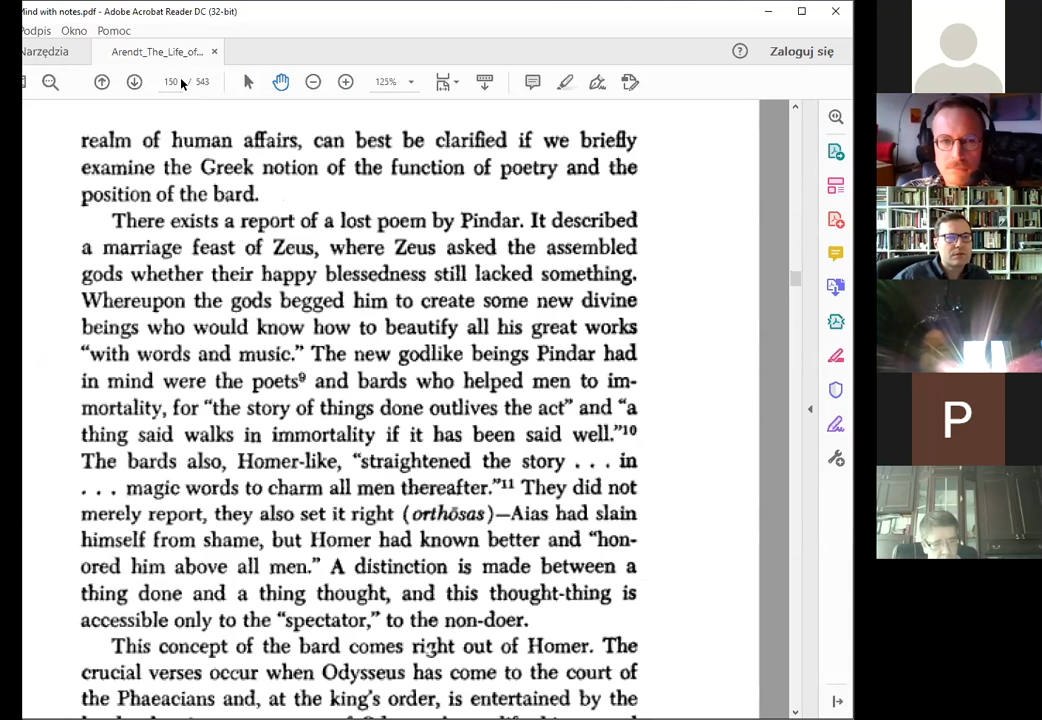 Mind with notes.pdf - Adobe Acrobat Reader DC (32-bit)
Podpis Okno Pomoc
Narzędzia Arendt_The_Life_of... × Zaloguj się
150 / 543 125%
realm of human affairs, can best be clarified if we briefly
examine the Greek notion of the function of poetry and the
position of the bard.
There exists a report of a lost poem by Pindar. It described
a marriage feast of Zeus, where Zeus asked the assembled
gods whether their happy blessedness still lacked something.
Whereupon the gods begged him to create some new divine
beings who would know how to beautify all his great works
“with words and music.” The new godlike beings Pindar had
in mind were the poets⁹ and bards who helped men to im-
mortality, for “the story of things done outlives the act” and “a
thing said walks in immortality if it has been said well.”¹⁰
The bards also, Homer-like, “straightened the story . . . in
. . . magic words to charm all men thereafter.”¹¹ They did not
merely report, they also set it right (orthōsas)—Aias had slain
himself from shame, but Homer had known better and “hon-
ored him above all men.” A distinction is made between a
thing done and a thing thought, and this thought-thing is
accessible only to the “spectator,” to the non-doer.
This concept of the bard comes right out of Homer. The
crucial verses occur when Odysseus has come to the court of
the Phaeacians and, at the king’s order, is entertained by the
P